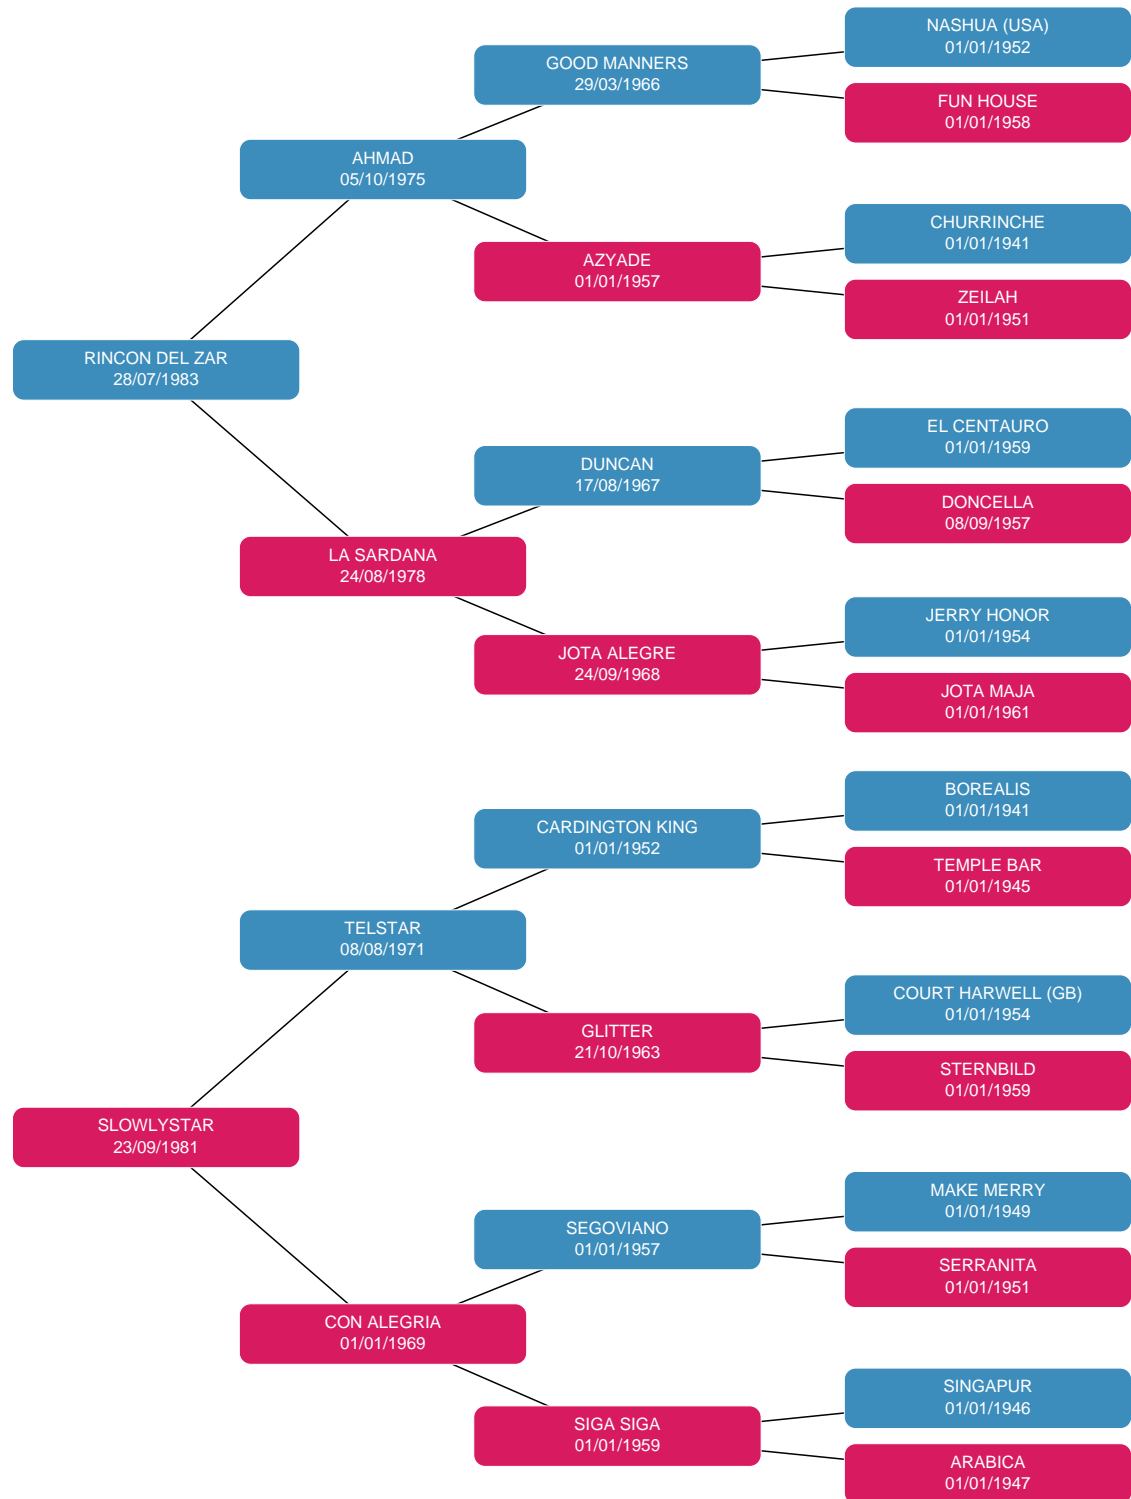 NASHUA (USA)
01/01/1952
GOOD MANNERS
29/03/1966
FUN HOUSE
01/01/1958
AHMAD
05/10/1975
CHURRINCHE
01/01/1941
AZYADE
01/01/1957
ZEILAH
01/01/1951
RINCON DEL ZAR
28/07/1983
EL CENTAURO
01/01/1959
DUNCAN
17/08/1967
DONCELLA
08/09/1957
LA SARDANA
24/08/1978
JERRY HONOR
01/01/1954
JOTA ALEGRE
24/09/1968
JOTA MAJA
01/01/1961
BOREALIS
01/01/1941
CARDINGTON KING
01/01/1952
TEMPLE BAR
01/01/1945
TELSTAR
08/08/1971
COURT HARWELL (GB)
01/01/1954
GLITTER
21/10/1963
STERNBILD
01/01/1959
SLOWLYSTAR
23/09/1981
MAKE MERRY
01/01/1949
SEGOVIANO
01/01/1957
SERRANITA
01/01/1951
CON ALEGRIA
01/01/1969
SINGAPUR
01/01/1946
SIGA SIGA
01/01/1959
ARABICA
01/01/1947